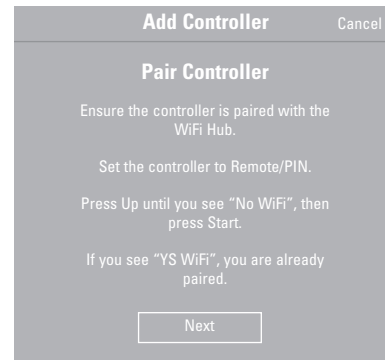 Add Controller Cancel
Pair Controller
Ensure the controller is paired with the
WiFi Hub.
Set the controller to Remote/PIN.
Press Up until you see “No WiFi”, then
press Start.
If you see “YS WiFi”, you are already
paired.
Next